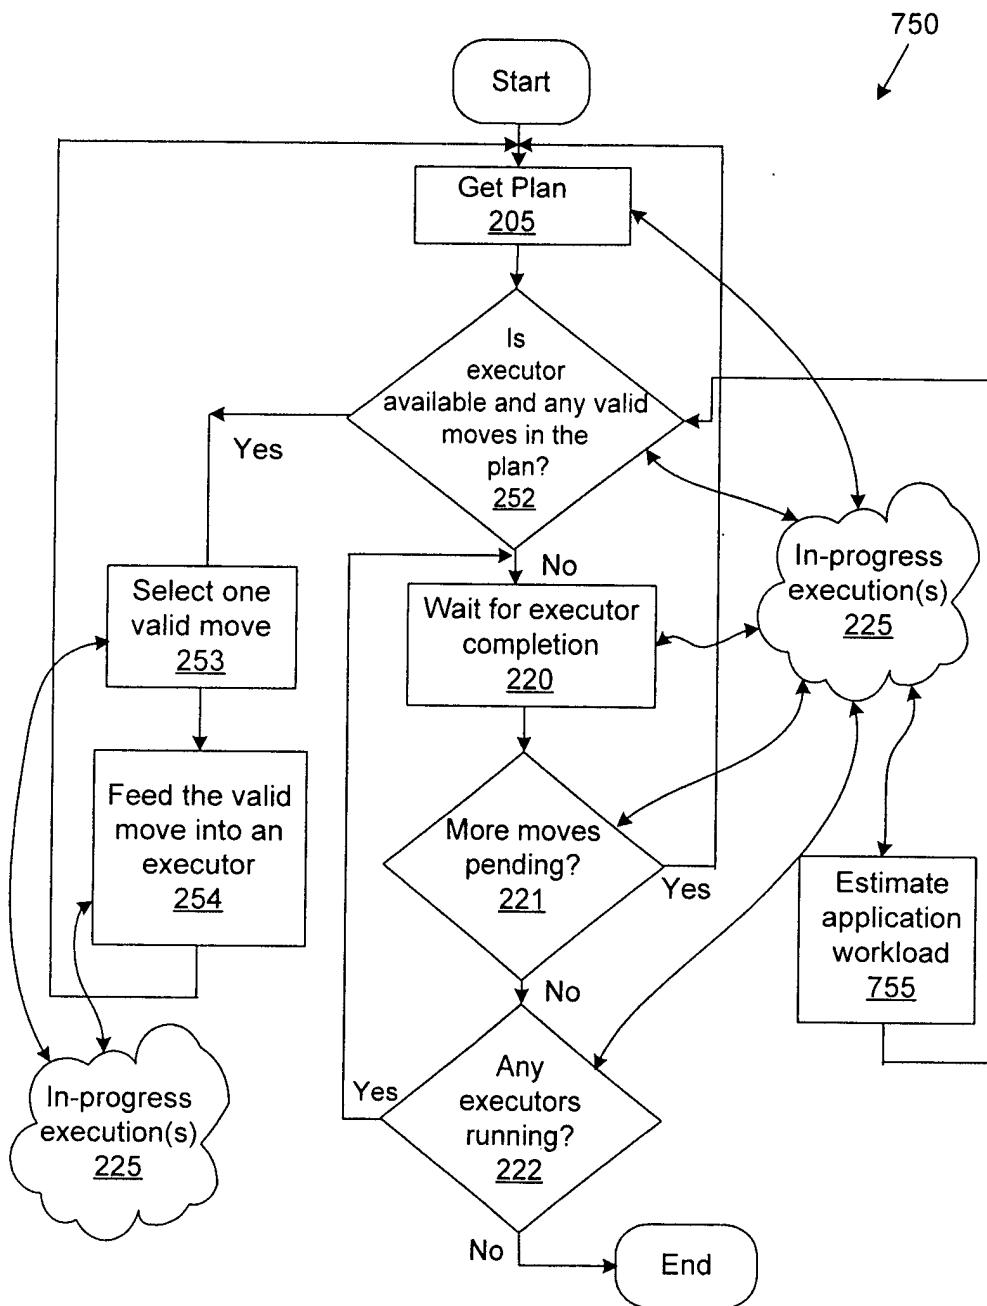 750
Start
Get Plan
205
Is
executor
available and any valid
moves in the
plan?
252
Yes
No
Select one
valid move
253
Wait for executor
completion
220
In-progress
execution(s)
225
Feed the valid
move into an
executor
254
More moves
pending?
221
Yes
No
Estimate
application
workload
755
In-progress
execution(s)
225
Yes
Any
executors
running?
222
No
End